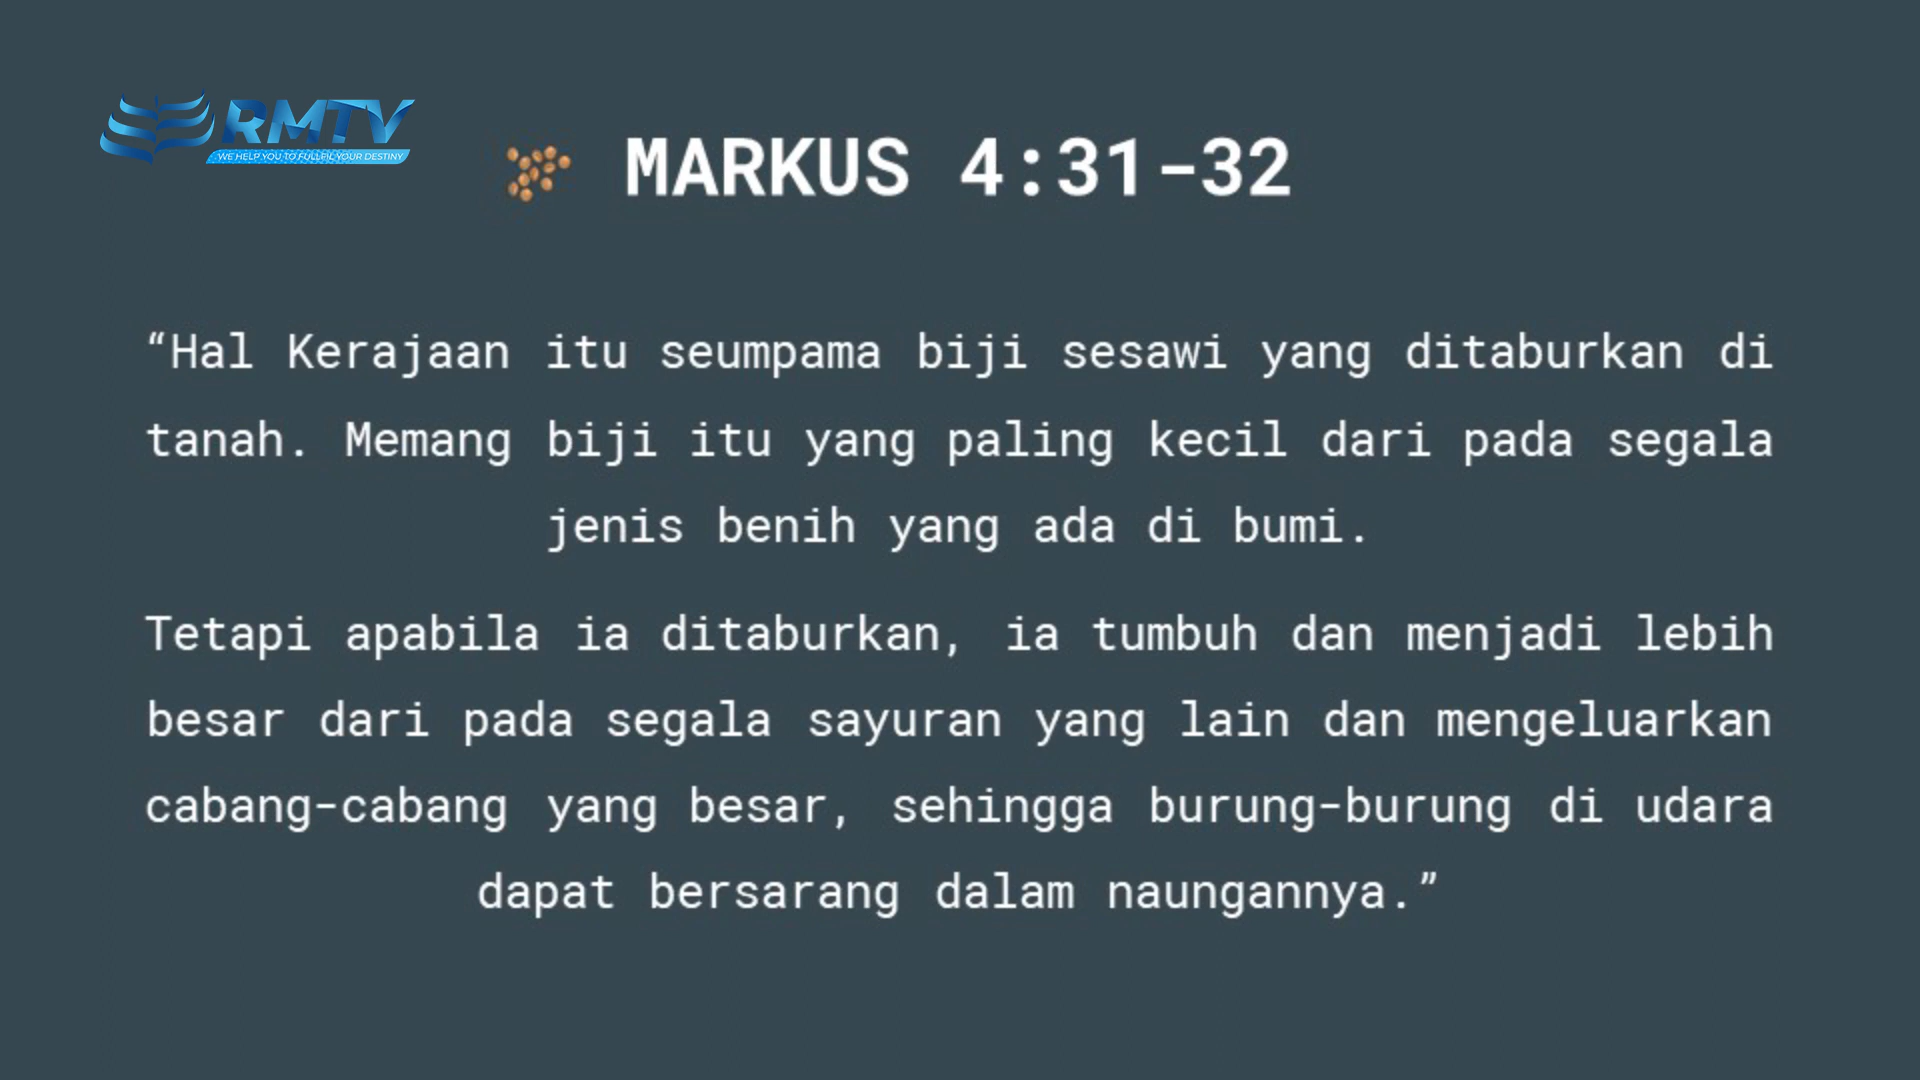 RMTV
WE HELP YOU TO FULLFIL YOUR DESTINY
MARKUS 4:31-32
“Hal Kerajaan itu seumpama biji sesawi yang ditaburkan di
tanah. Memang biji itu yang paling kecil dari pada segala
jenis benih yang ada di bumi.
Tetapi apabila ia ditaburkan, ia tumbuh dan menjadi lebih
besar dari pada segala sayuran yang lain dan mengeluarkan
cabang-cabang yang besar, sehingga burung-burung di udara
dapat bersarang dalam naungannya.”